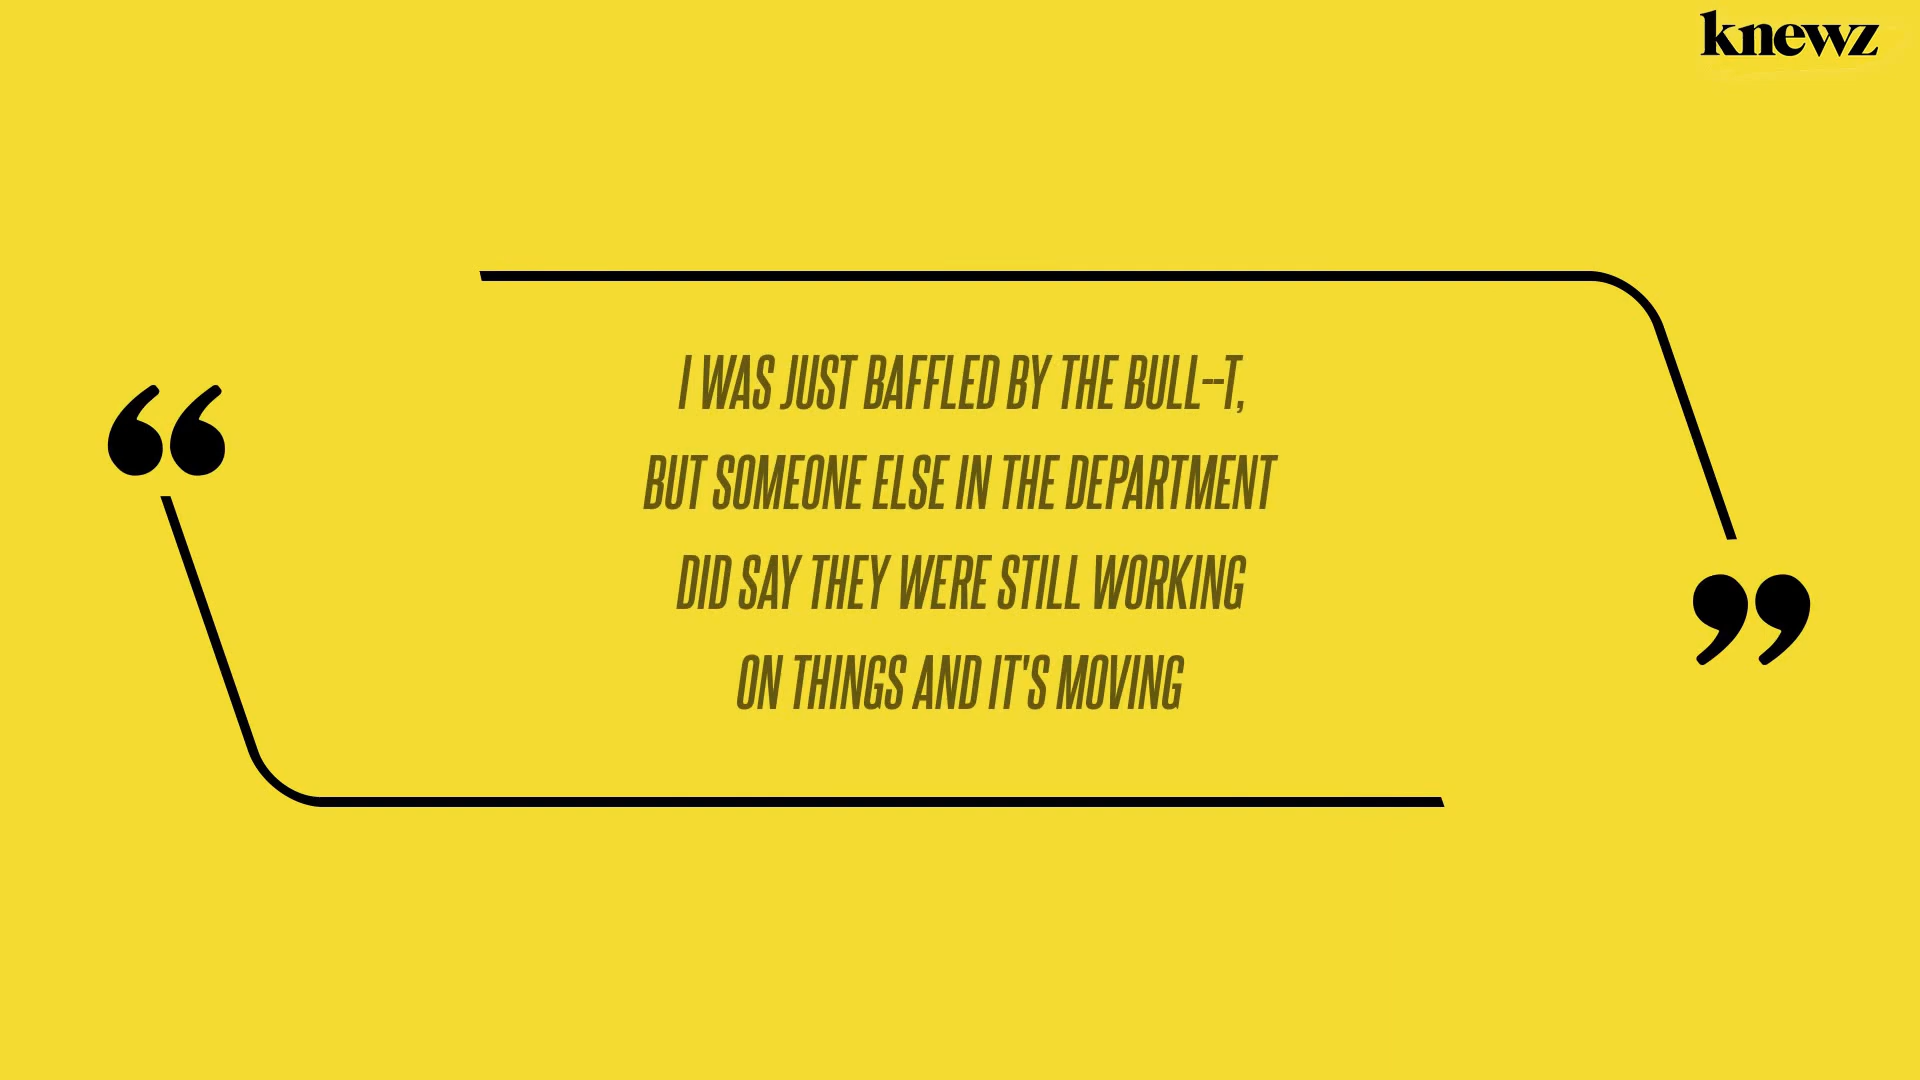 knewz
“
I WAS JUST BAFFLED BY THE BULL--T,
BUT SOMEONE ELSE IN THE DEPARTMENT
DID SAY THEY WERE STILL WORKING
ON THINGS AND IT'S MOVING
”